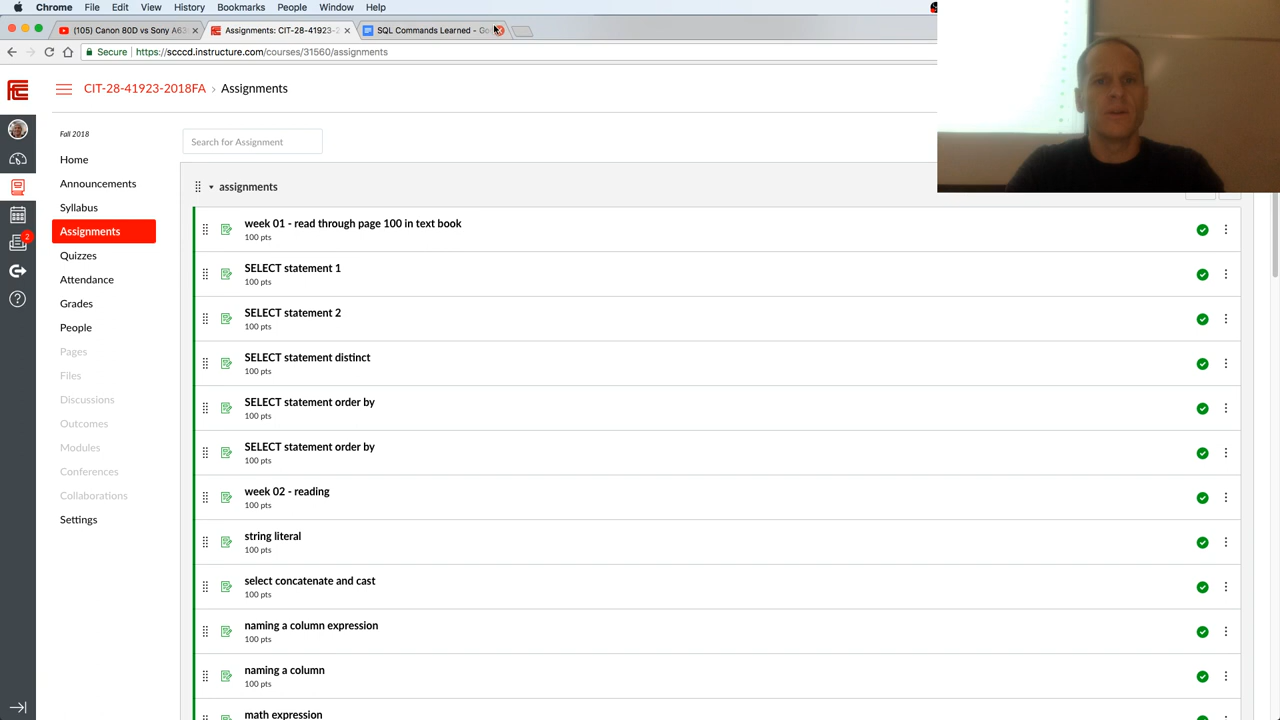 Chrome File Edit View History Bookmarks People Window Help
(105) Canon 80D vs Sony A63
Assignments: CIT-28-41923-2
SQL Commands Learned - Go
Secure https://scccd.instructure.com/courses/31560/assignments
CIT-28-41923-2018FA > Assignments
Fall 2018
Search for Assignment
Home
Announcements
Syllabus
Assignments
Quizzes
Attendance
Grades
People
Pages
Files
Discussions
Outcomes
Modules
Conferences
Collaborations
Settings
2
assignments
week 01 - read through page 100 in text book
100 pts
SELECT statement 1
100 pts
SELECT statement 2
100 pts
SELECT statement distinct
100 pts
SELECT statement order by
100 pts
SELECT statement order by
100 pts
week 02 - reading
100 pts
string literal
100 pts
select concatenate and cast
100 pts
naming a column expression
100 pts
naming a column
100 pts
math expression